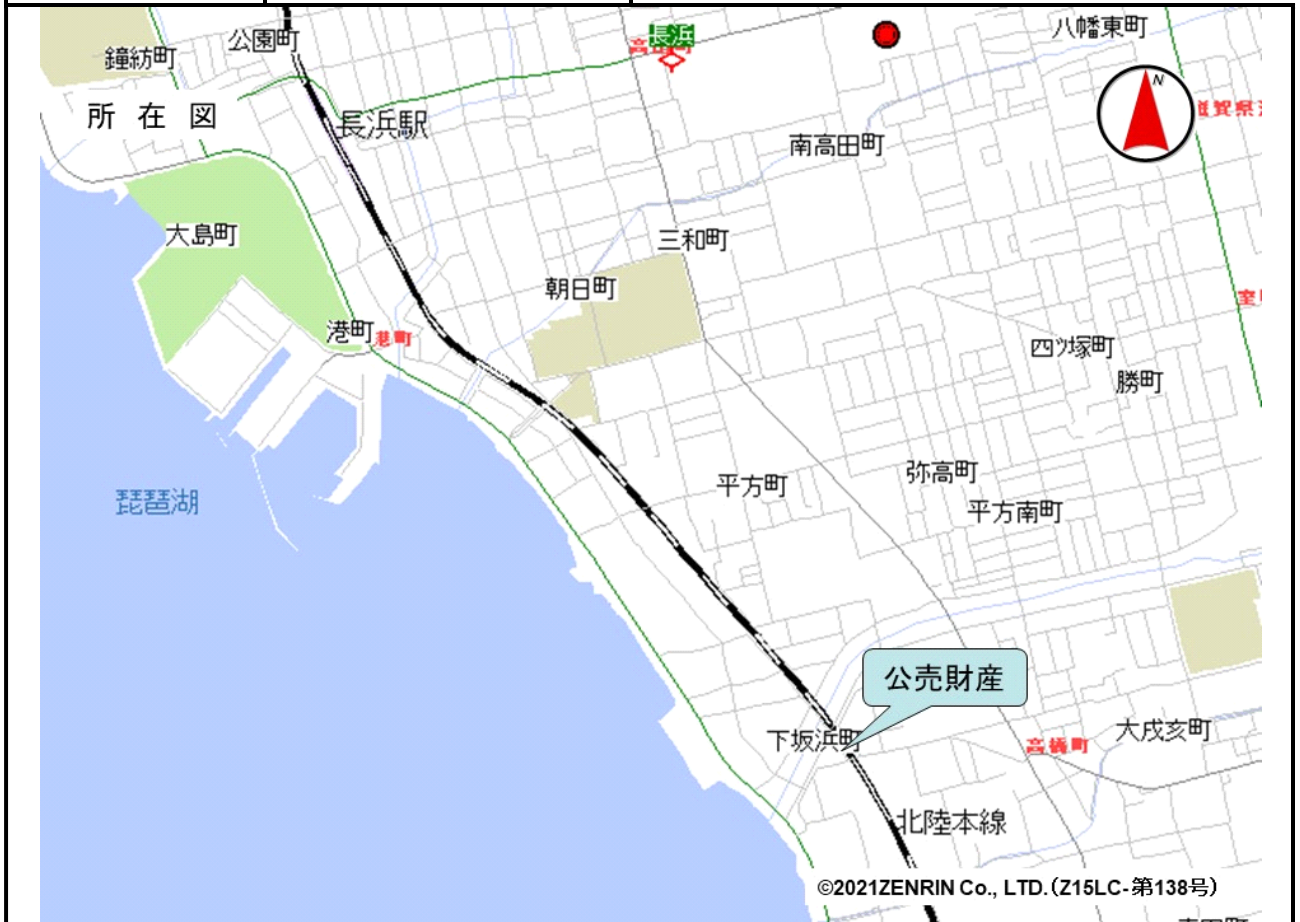 公園町
長浜
八幡東町
鐘紡町
N
所在図
長浜駅
滋賀県
南高田町
大島町
三和町
朝日町
港町
港町
四ツ塚町
勝町
琵琶湖
平方町
弥高町
平方南町
公売財産
下坂浜町
高橋町
大戌亥町
北陸本線
©2021ZENRIN Co., LTD.(Z15LC-第138号)